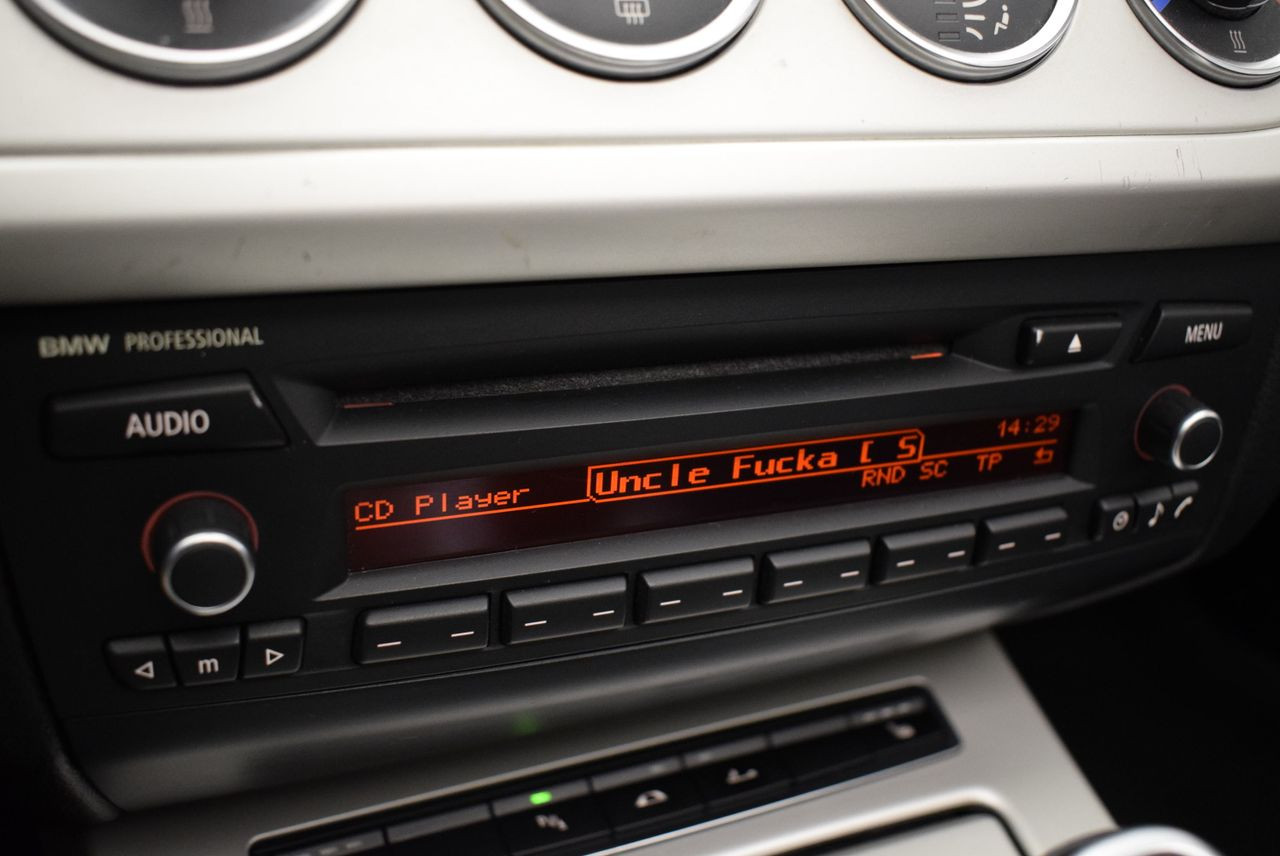 BMW PROFESSIONAL
MENU
AUDIO
14:29
CD Player
Uncle Fucka [ S
RND SC TP
m